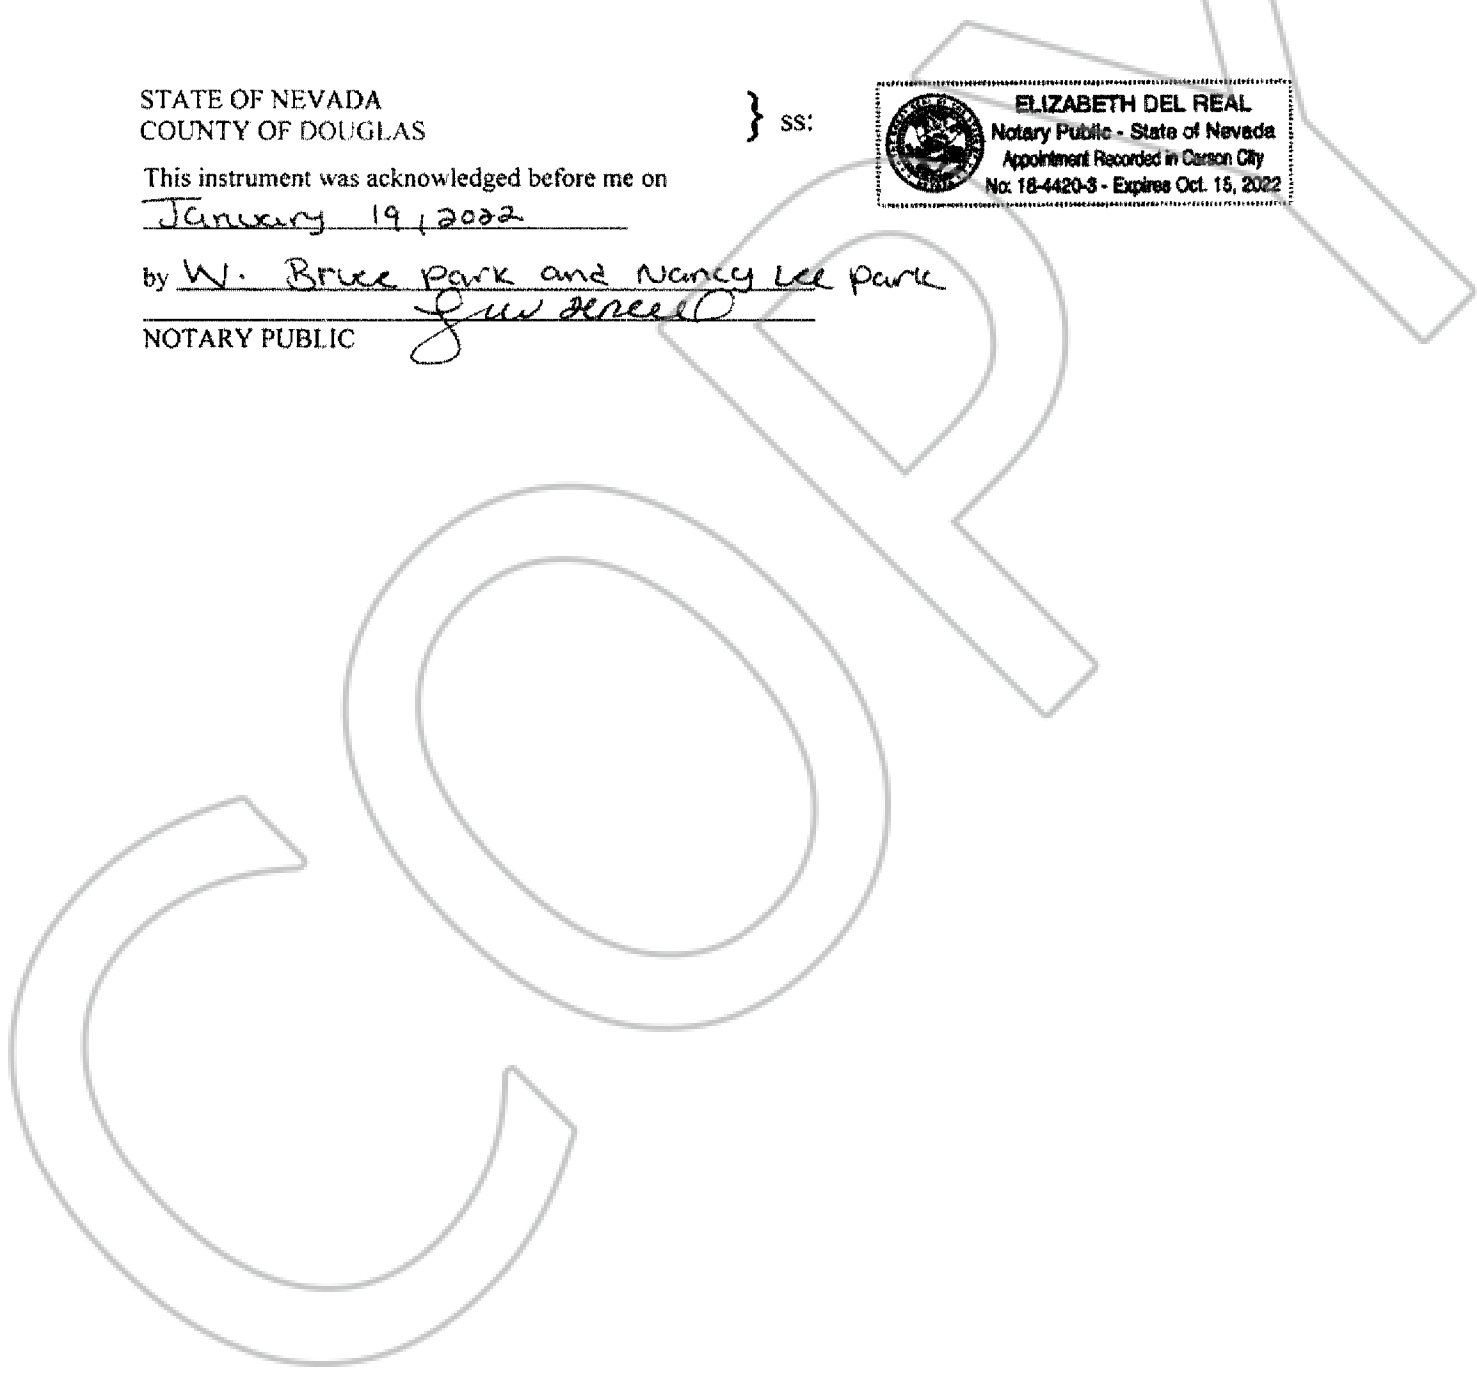 STATE OF NEVADA
COUNTY OF DOUGLAS
} ss:
This instrument was acknowledged before me on
January 19, 2022
by W. Bruce Park and Nancy Lee Park
NOTARY PUBLIC
ELIZABETH DEL REAL
Notary Public - State of Nevada
Appointment Recorded in Carson City
No: 18-4420-3 - Expires Oct. 15, 2022
COPY